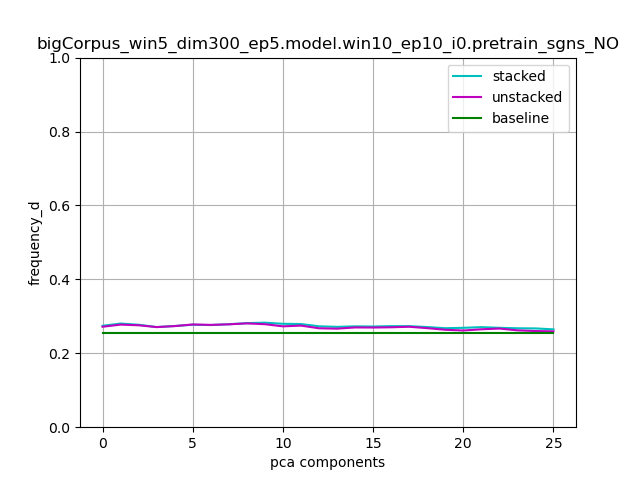 bigCorpus_win5_dim300_ep5.model.win10_ep10_i0.pretrain_sgns_NO
1.0
0.8
0.6
0.4
0.2
0.0
frequency_d
stacked
unstacked
baseline
0 5 10 15 20 25
pca components